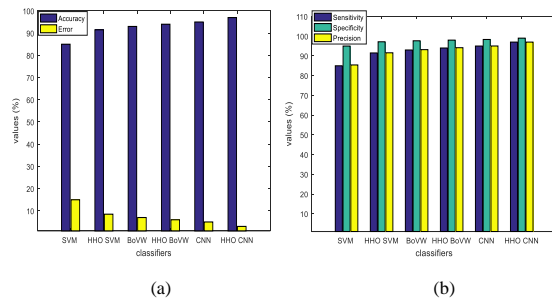 Accuracy
Error
100
90
80
70
60
50
40
30
20
10
values (%)
SVM HHO SVM BoVW HHO BoVW CNN HHO CNN
classifiers
(a)
Sensitivity
Specificity
Precision
110
100
90
80
70
60
50
40
30
20
10
values (%)
SVM HHO SVM BoVW HHO BoVW CNN HHO CNN
classifiers
(b)